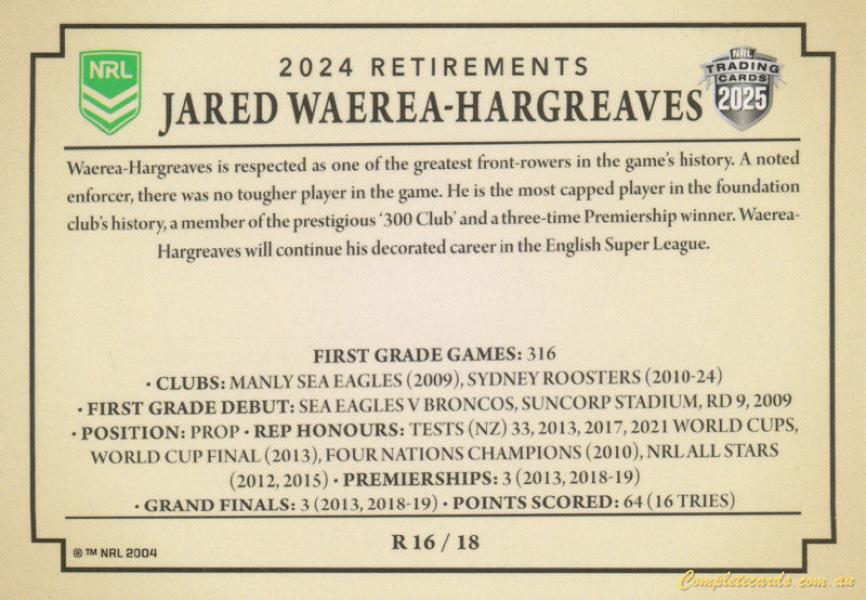 NRL
2024 RETIREMENTS
JARED WAEREA-HARGREAVES
NRL
TRADING
CARDS
2025
Waerea-Hargreaves is respected as one of the greatest front-rowers in the game's history. A noted
enforcer, there was no tougher player in the game. He is the most capped player in the foundation
club's history, a member of the prestigious '300 Club' and a three-time Premiership winner. Waerea-
Hargreaves will continue his decorated career in the English Super League.
FIRST GRADE GAMES: 316
• CLUBS: MANLY SEA EAGLES (2009), SYDNEY ROOSTERS (2010-24)
• FIRST GRADE DEBUT: SEA EAGLES V BRONCOS, SUNCORP STADIUM, RD 9, 2009
• POSITION: PROP • REP HONOURS: TESTS (NZ) 33, 2013, 2017, 2021 WORLD CUPS,
WORLD CUP FINAL (2013), FOUR NATIONS CHAMPIONS (2010), NRL ALL STARS
(2012, 2015) • PREMIERSHIPS: 3 (2013, 2018-19)
• GRAND FINALS: 3 (2013, 2018-19) • POINTS SCORED: 64 (16 TRIES)
R 16 / 18
© ™ NRL 2004
Completecards.com.au